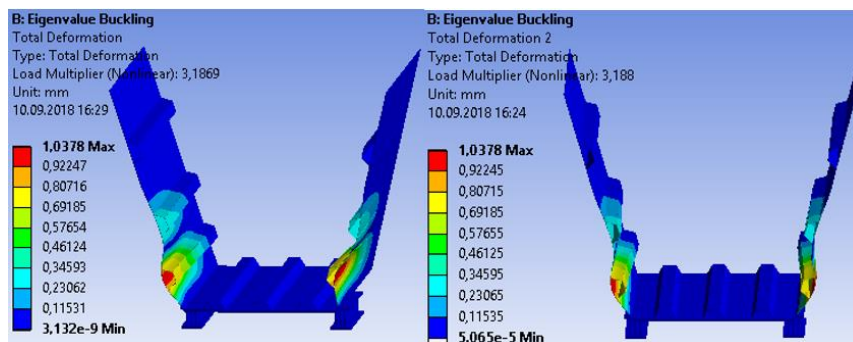 B: Eigenvalue Buckling
Total Deformation
Type: Total Deformation
Load Multiplier (Nonlinear): 3,1869
Unit: mm
10.09.2018 16:29
1,0378 Max
0,92247
0,80716
0,69185
0,57654
0,46124
0,34593
0,23062
0,11531
3,132e-9 Min
B: Eigenvalue Buckling
Total Deformation 2
Type: Total Deformation
Load Multiplier (Nonlinear): 3,188
Unit: mm
10.09.2018 16:24
1,0378 Max
0,92245
0,80715
0,69185
0,57655
0,46125
0,34595
0,23065
0,11535
5,065e-5 Min